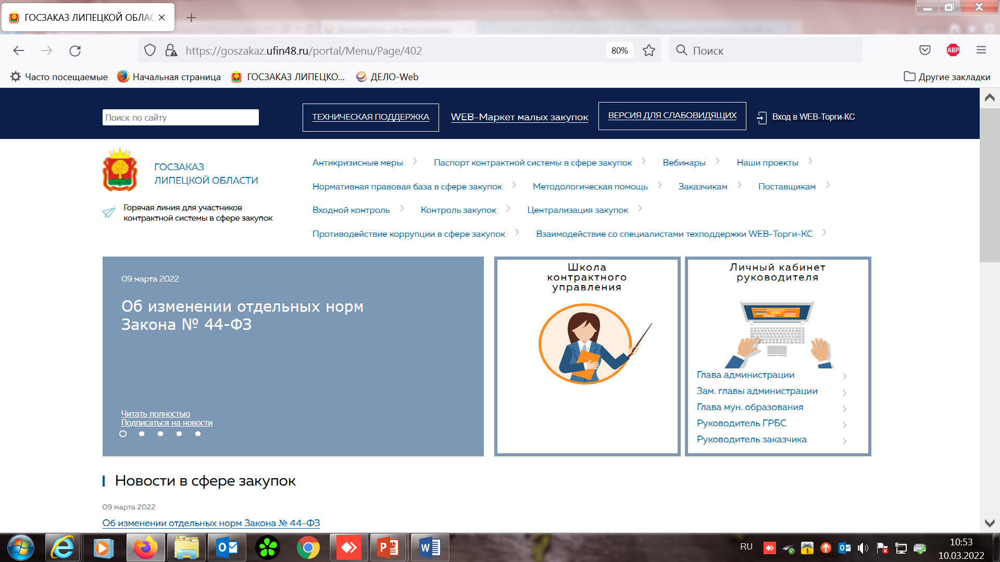 ГОСЗАКАЗ ЛИПЕЦКОЙ ОБЛАС
https://goszakaz.ufin48.ru/portal/Menu/Page/402
80%
Поиск
ABP
Часто посещаемые
Начальная страница
ГОСЗАКАЗ ЛИПЕЦКО...
ДЕЛО-Web
Другие закладки
Поиск по сайту
ТЕХНИЧЕСКАЯ ПОДДЕРЖКА
WEB-Маркет малых закупок
ВЕРСИЯ ДЛЯ СЛАБОВИДЯЩИХ
Вход в WEB-Торги-КС
ГОСЗАКАЗ
ЛИПЕЦКОЙ ОБЛАСТИ
Горячая линия для участников
контрактной системы в сфере закупок
Антикризисные меры
Паспорт контрактной системы в сфере закупок
Вебинары
Наши проекты
Нормативная правовая база в сфере закупок
Методологическая помощь
Заказчикам
Поставщикам
Входной контроль
Контроль закупок
Централизация закупок
Противодействие коррупции в сфере закупок
Взаимодействие со специалистами техподдержки WEB-Торги-КС
09 марта 2022
Об изменении отдельных норм
Закона № 44-ФЗ
Читать полностью
Подписаться на новости
Школа
контрактного
управления
Личный кабинет
руководителя
Глава администрации
Зам. главы администрации
Глава мун. образования
Руководитель ГРБС
Руководитель заказчика
Новости в сфере закупок
09 марта 2022
Об изменении отдельных норм Закона № 44-ФЗ
RU
10:53
10.03.2022